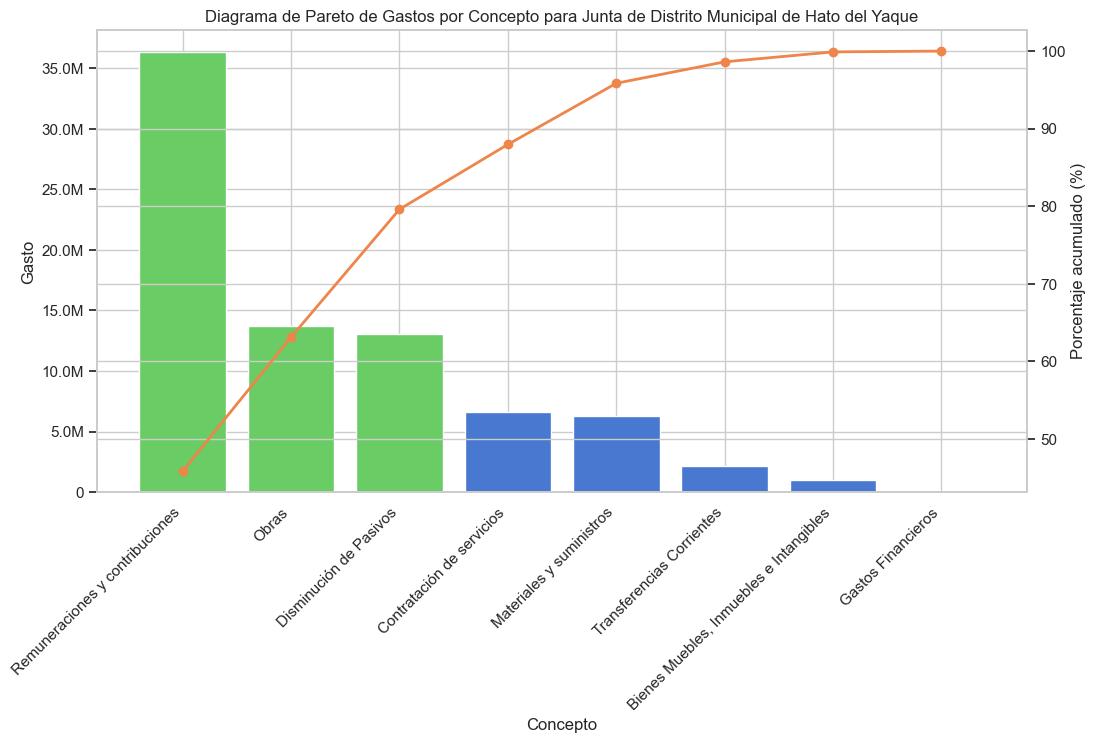 Diagrama de Pareto de Gastos por Concepto para Junta de Distrito Municipal de Hato del Yaque
Gasto
35.0M
30.0M
25.0M
20.0M
15.0M
10.0M
5.0M
0
100
90
80
70
60
50
Porcentaje acumulado (%)
Remuneraciones y contribuciones
Obras
Disminución de Pasivos
Contratación de servicios
Materiales y suministros
Transferencias Corrientes
Bienes Muebles, Inmuebles e Intangibles
Gastos Financieros
Concepto